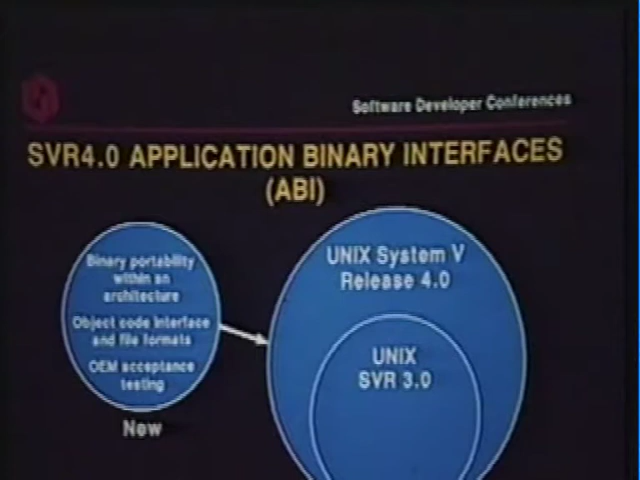 Software Developer Conferences
SVR4.0 APPLICATION BINARY INTERFACES
(ABI)
Binary portability
within an
architecture
Object code interface
and file formats
OEM acceptance
testing
New
UNIX System V
Release 4.0
UNIX
SVR 3.0